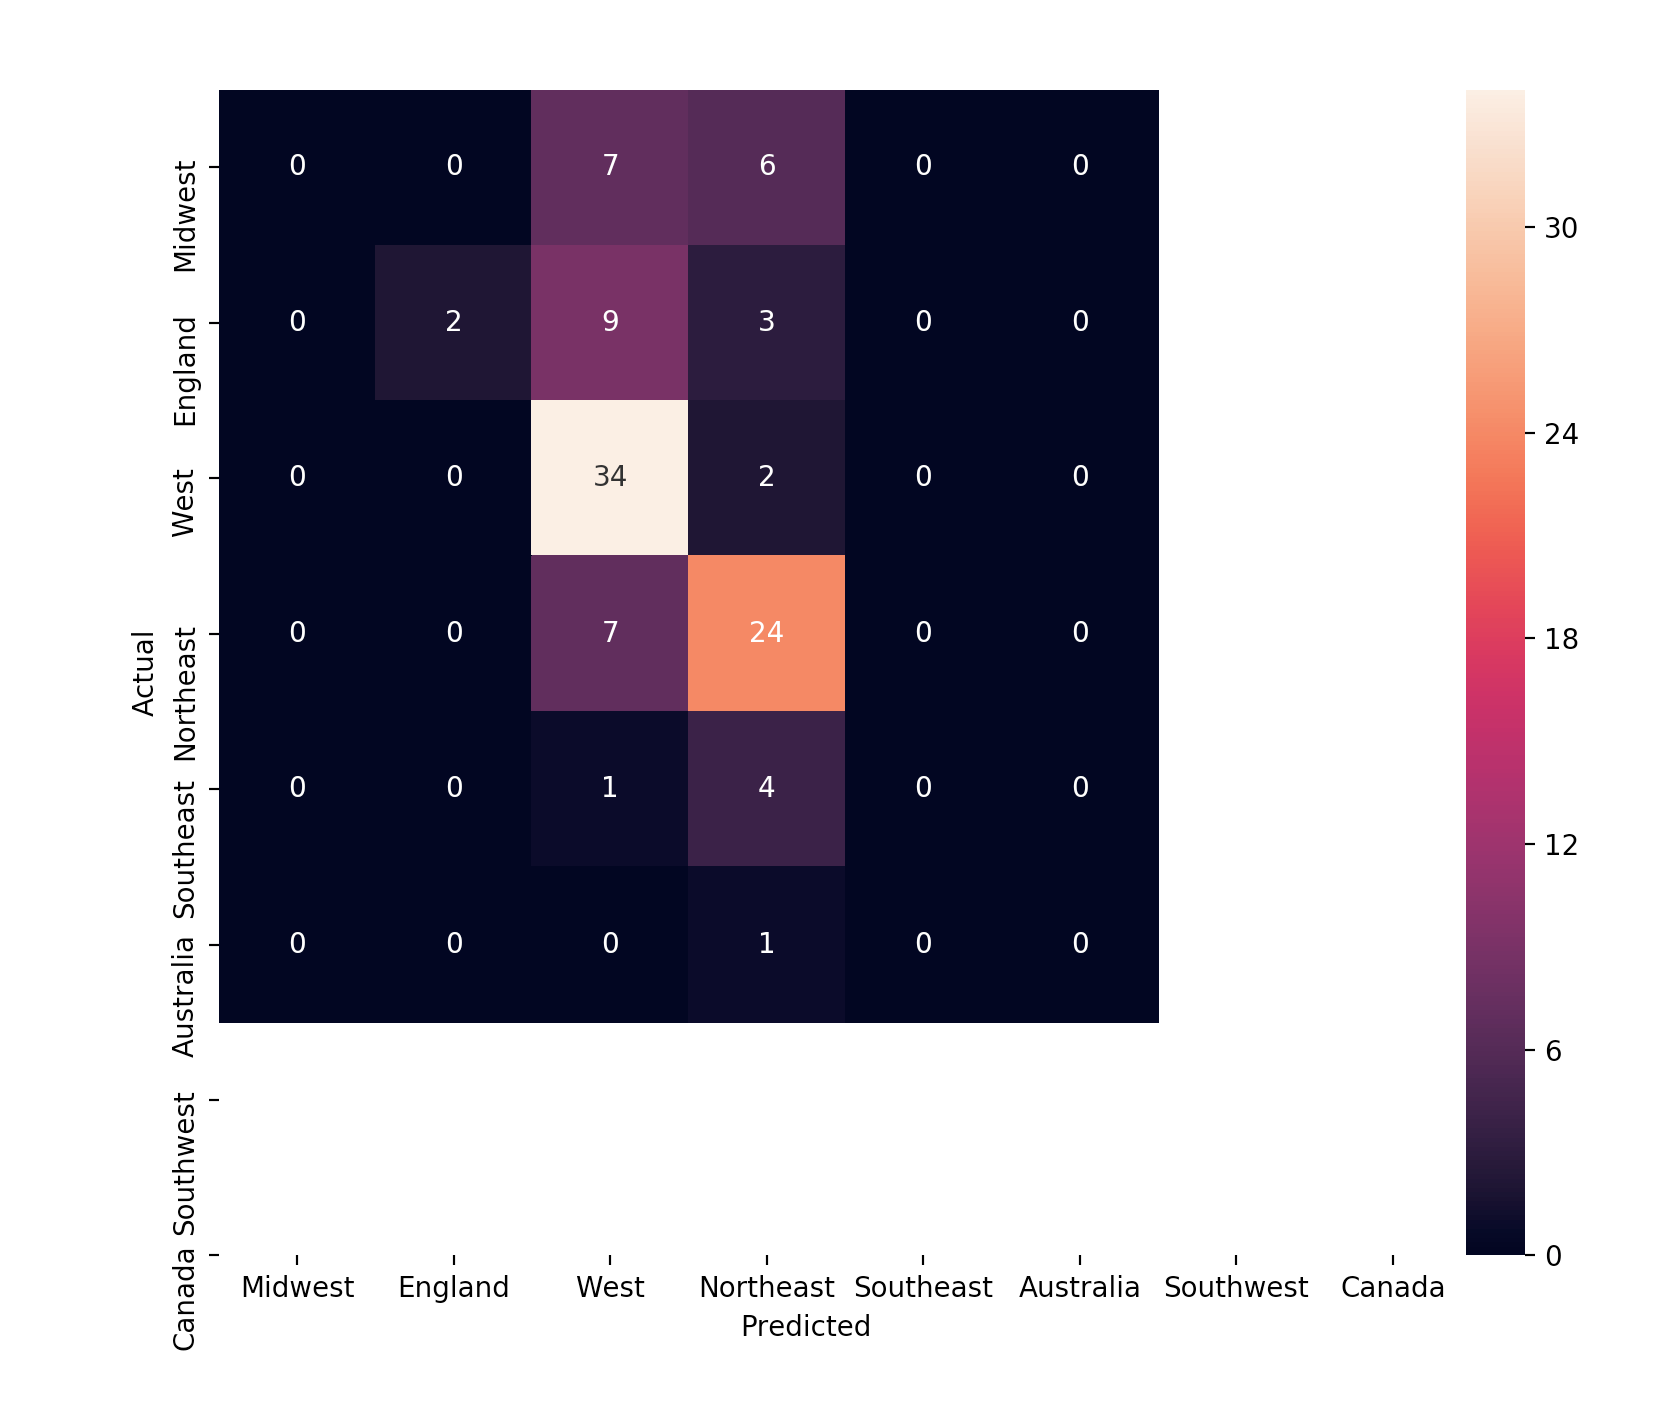 Actual
Midwest
England
West
Northeast
Southeast
Australia
Southwest
Canada
0 0 7 6 0 0
0 2 9 3 0 0
0 0 34 2 0 0
0 0 7 24 0 0
0 0 1 4 0 0
0 0 0 1 0 0
Midwest England West Northeast Southeast Australia Southwest Canada
Predicted
30
24
18
12
6
0